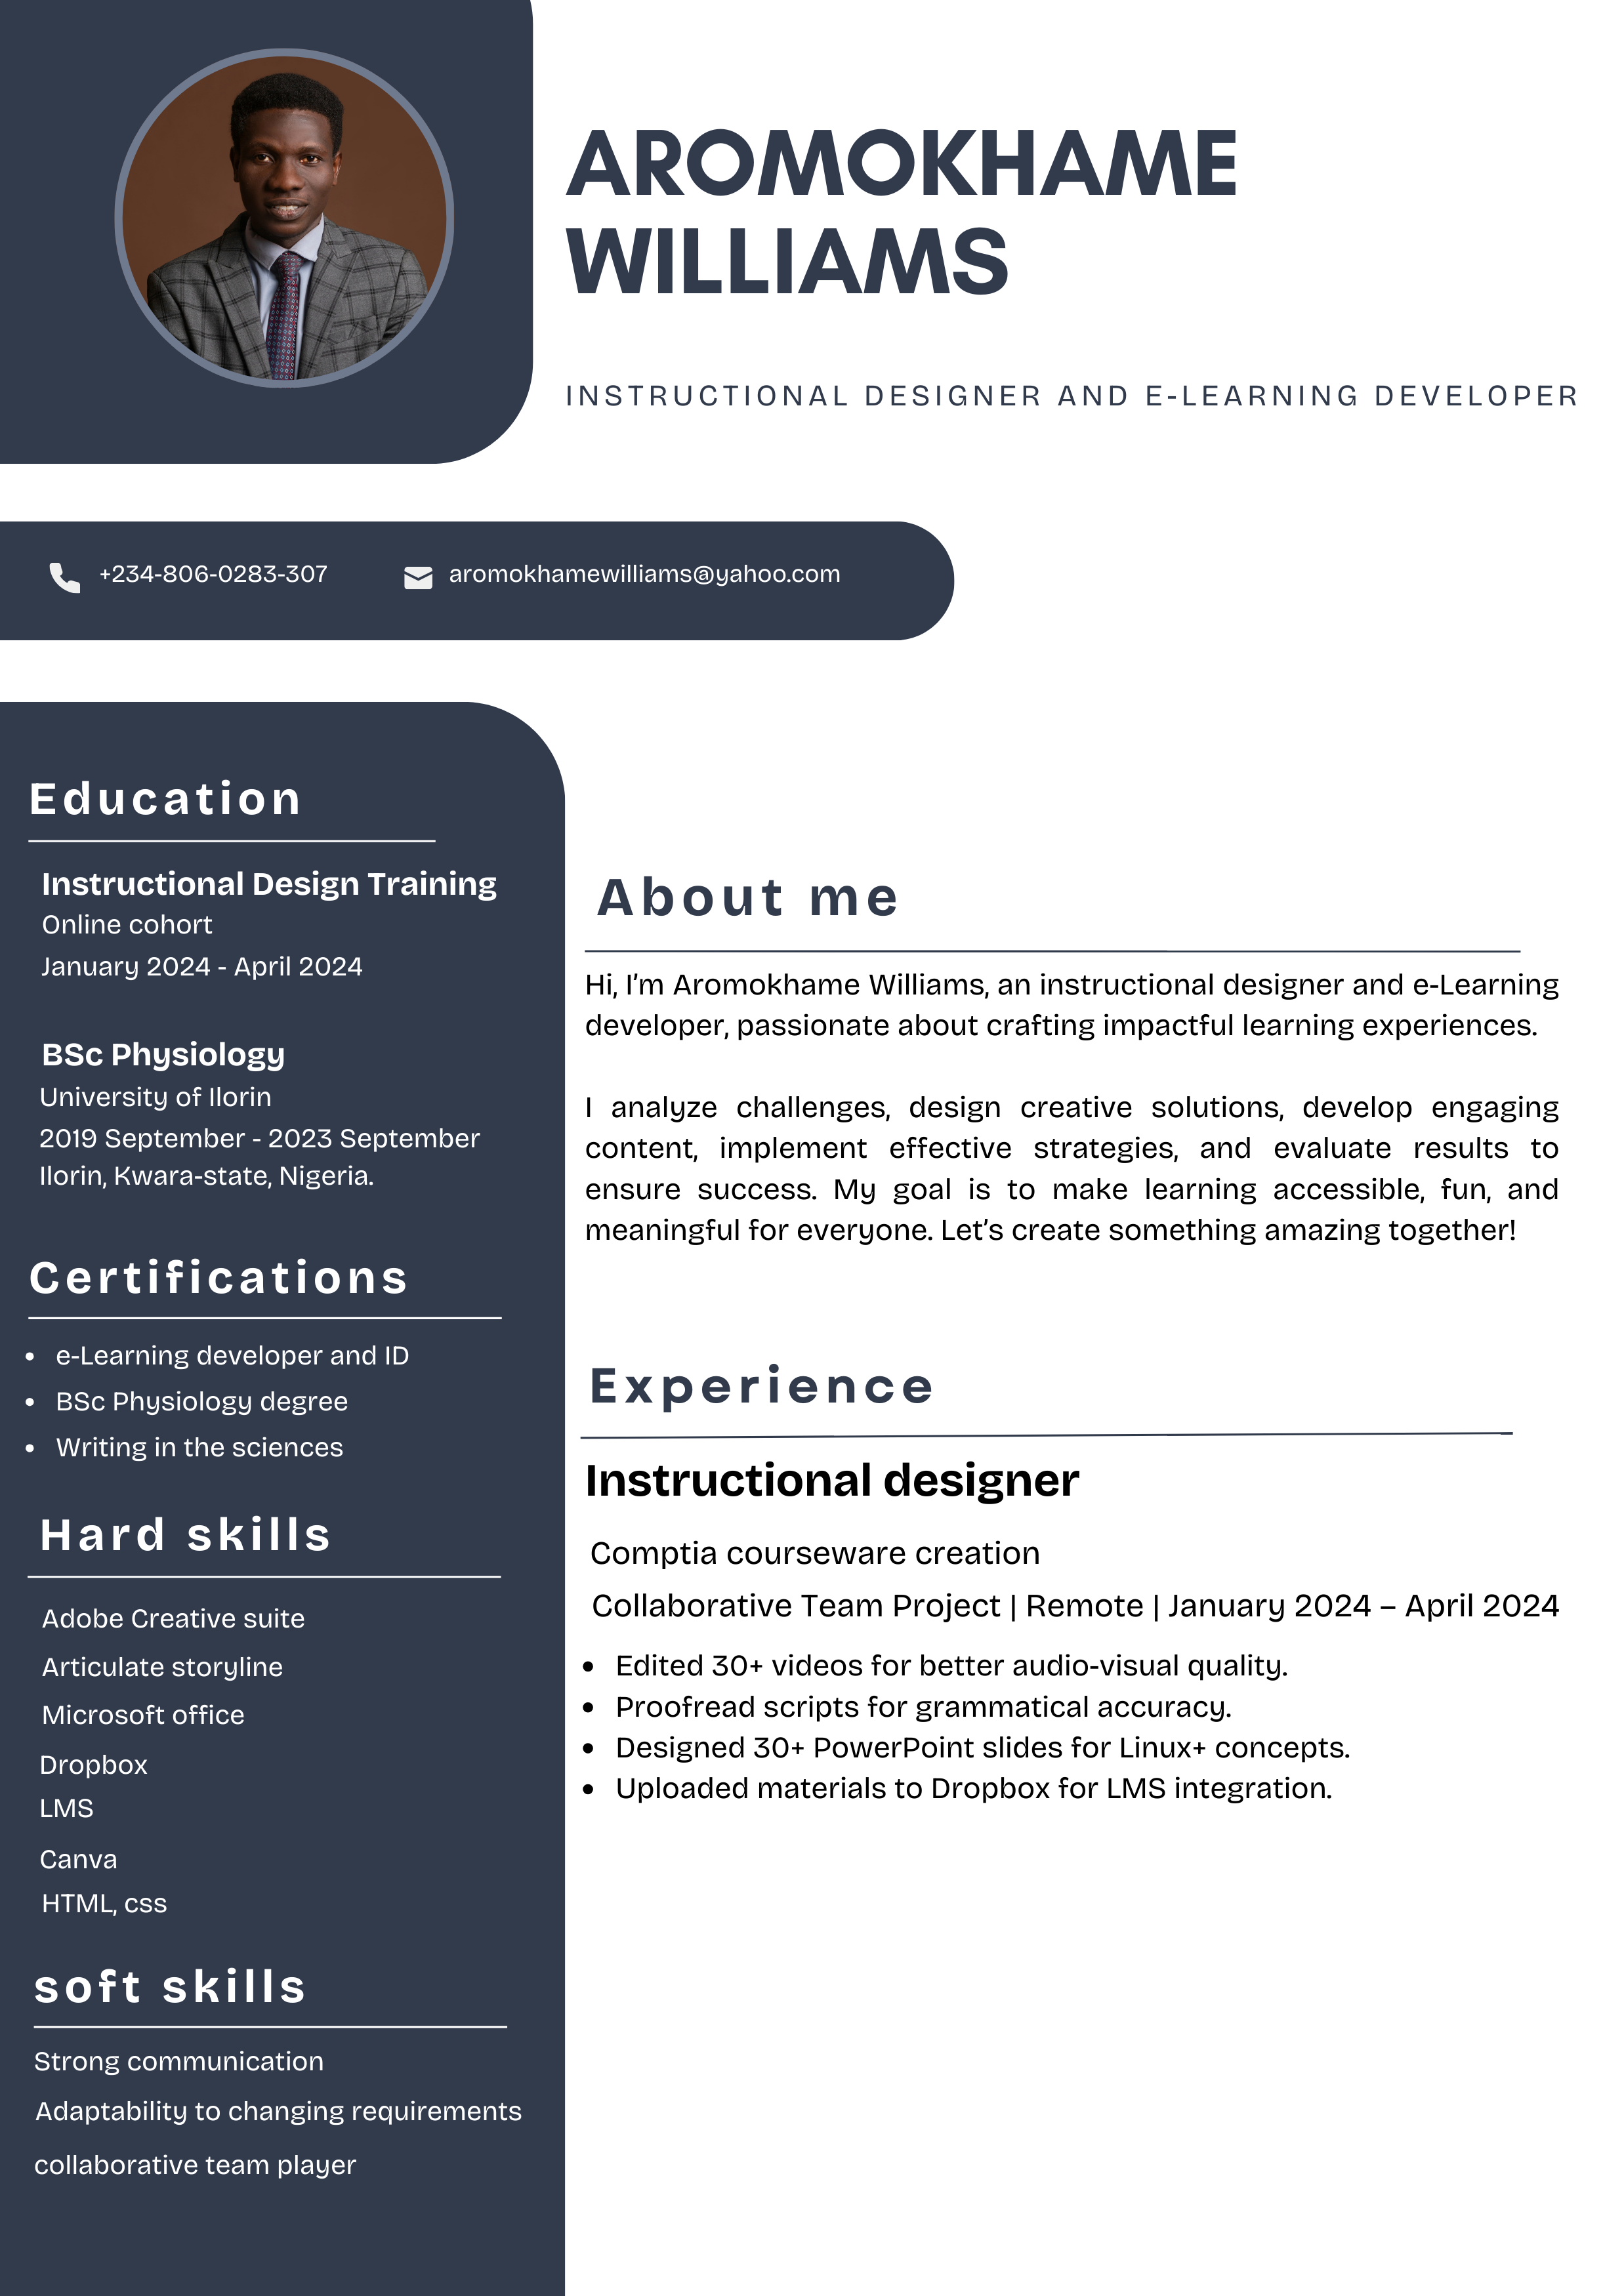 AROMOKHAME
WILLIAMS
INSTRUCTIONAL DESIGNER AND E-LEARNING DEVELOPER
+234-806-0283-307
aromokhamewilliams@yahoo.com
Education
Instructional Design Training
Online cohort
January 2024 - April 2024
BSc Physiology
University of Ilorin
2019 September - 2023 September
Ilorin, Kwara-state, Nigeria.
Certifications
• e-Learning developer and ID
• BSc Physiology degree
• Writing in the sciences
Hard skills
Adobe Creative suite
Articulate storyline
Microsoft office
Dropbox
LMS
Canva
HTML, css
soft skills
Strong communication
Adaptability to changing requirements
collaborative team player
About me
Hi, I’m Aromokhame Williams, an instructional designer and e-Learning
developer, passionate about crafting impactful learning experiences.
I analyze challenges, design creative solutions, develop engaging
content, implement effective strategies, and evaluate results to
ensure success. My goal is to make learning accessible, fun, and
meaningful for everyone. Let’s create something amazing together!
Experience
Instructional designer
Comptia courseware creation
Collaborative Team Project | Remote | January 2024 – April 2024
• Edited 30+ videos for better audio-visual quality.
• Proofread scripts for grammatical accuracy.
• Designed 30+ PowerPoint slides for Linux+ concepts.
• Uploaded materials to Dropbox for LMS integration.